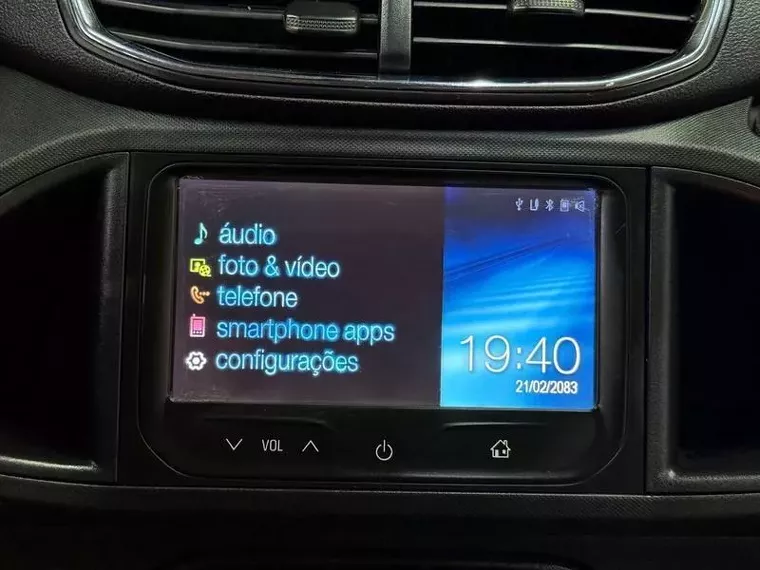 áudio
foto & vídeo
telefone
smartphone apps
configurações
19:40
21/02/2083
VOL